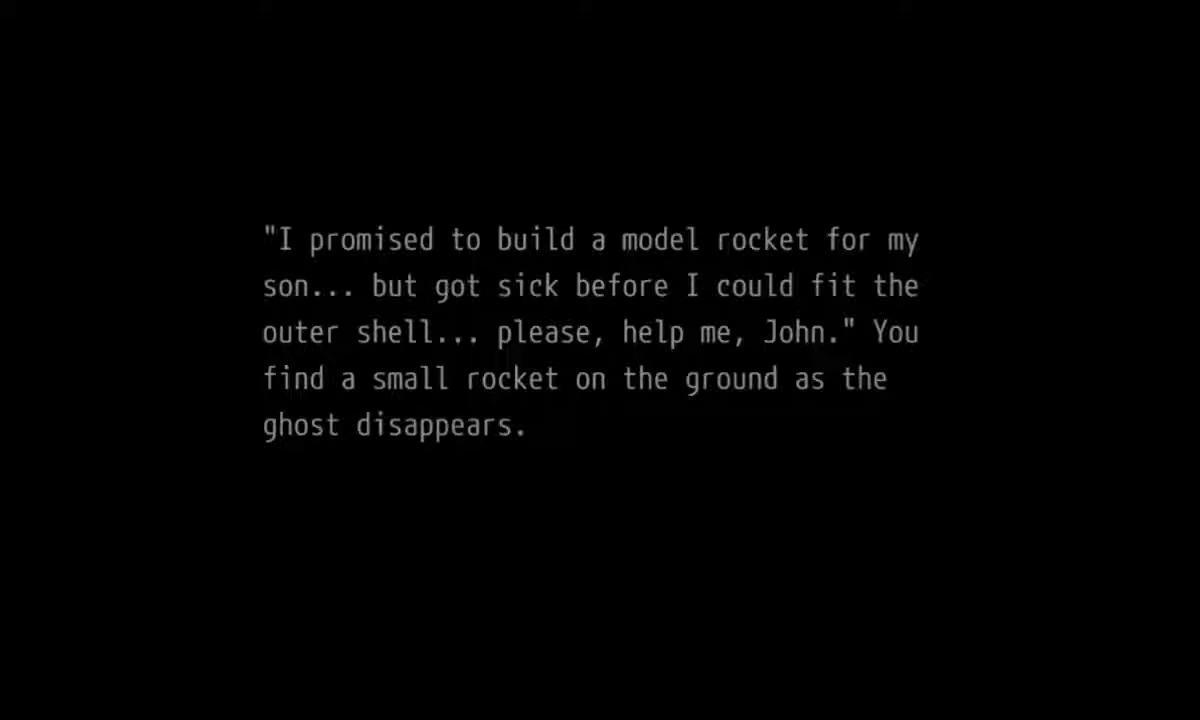 "I promised to build a model rocket for my
son... but got sick before I could fit the
outer shell... please, help me, John." You
find a small rocket on the ground as the
ghost disappears.